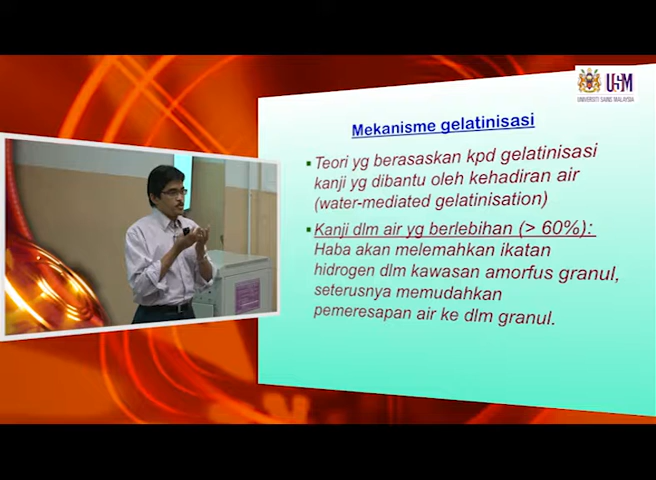 USM
UNIVERSITI SAINS MALAYSIA
Mekanisme gelatinisasi
Teori yg berasaskan kpd gelatinisasi
kanji yg dibantu oleh kehadiran air
(water-mediated gelatinisation)
Kanji dlm air yg berlebihan (> 60%):
Haba akan melemahkan ikatan
hidrogen dlm kawasan amorfus granul,
seterusnya memudahkan
pemeresapan air ke dlm granul.